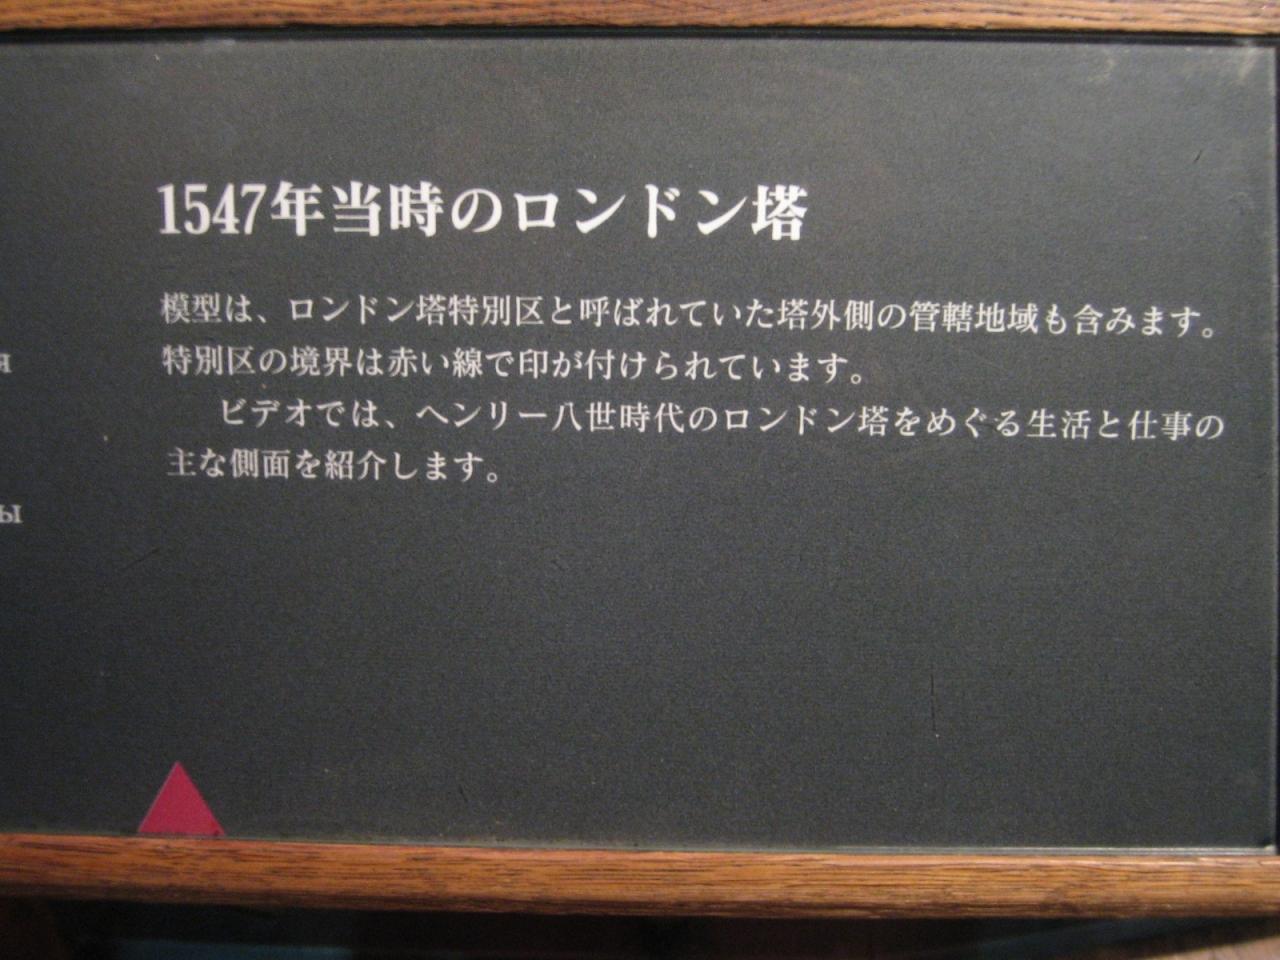 1547年当時のロンドン塔
模型は、ロンドン塔特別区と呼ばれていた塔外側の管轄地域も含みます。
特別区の境界は赤い線で印が付けられています。
ビデオでは、ヘンリー八世時代のロンドン塔をめぐる生活と仕事の
主な側面を紹介します。
я
ы